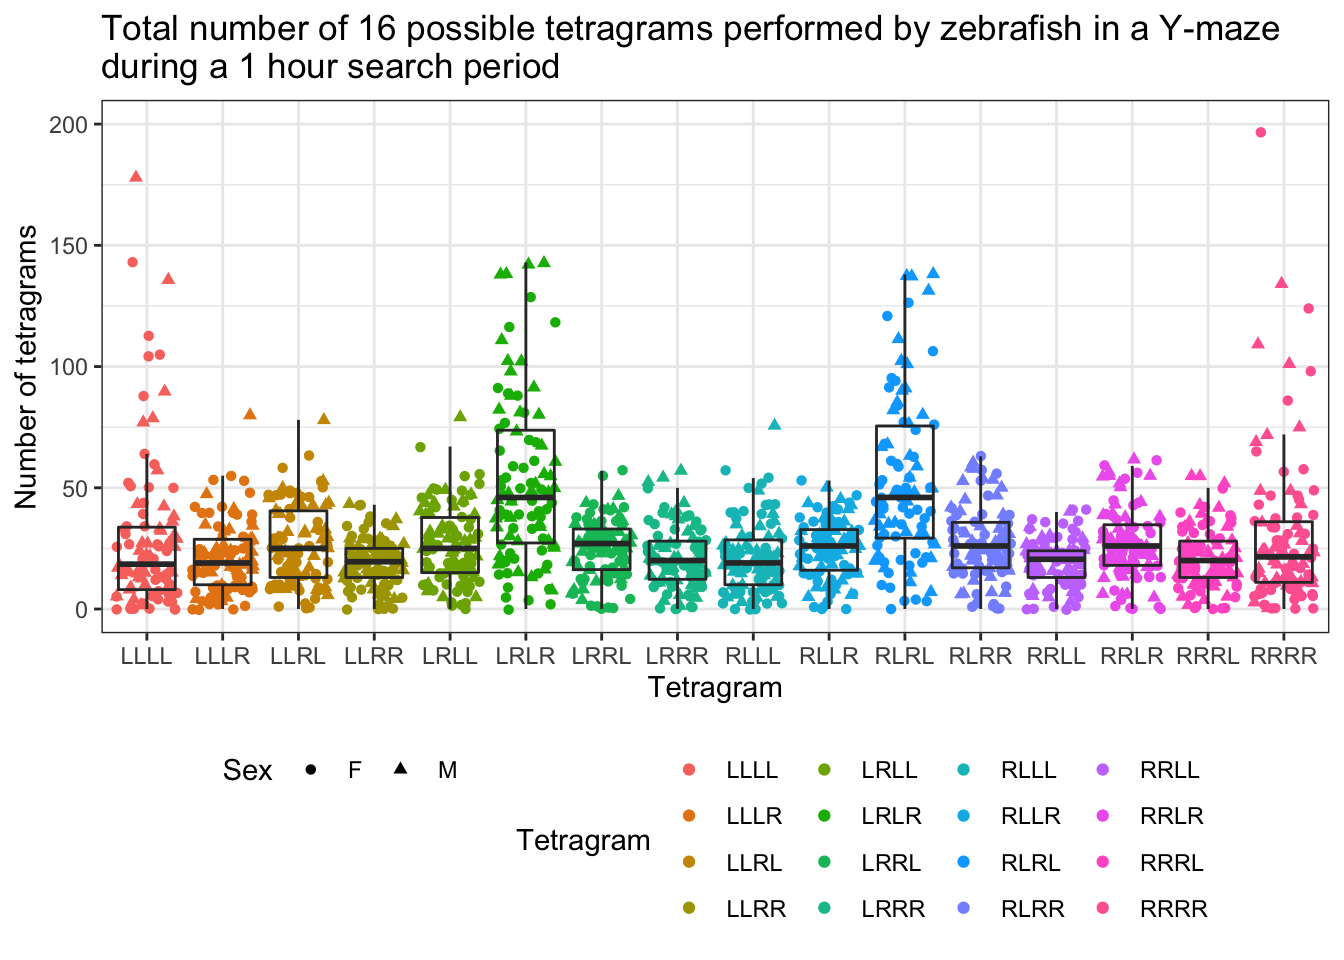 Total number of 16 possible tetragrams performed by zebrafish in a Y-maze
during a 1 hour search period
Number of tetragrams
200
150
100
50
0
LLLL LLLR LLRL LLRR LRLL LRLR LRRL LRRR RLLL RLLR RLRL RLRR RRLL RRLR RRRL RRRR
Tetragram
Sex F M
Tetragram
LLLL LRLL RLLL RRLL
LLLR LRLR RLLR RRLR
LLRL LRRL RLRL RRRL
LLRR LRRR RLRR RRRR